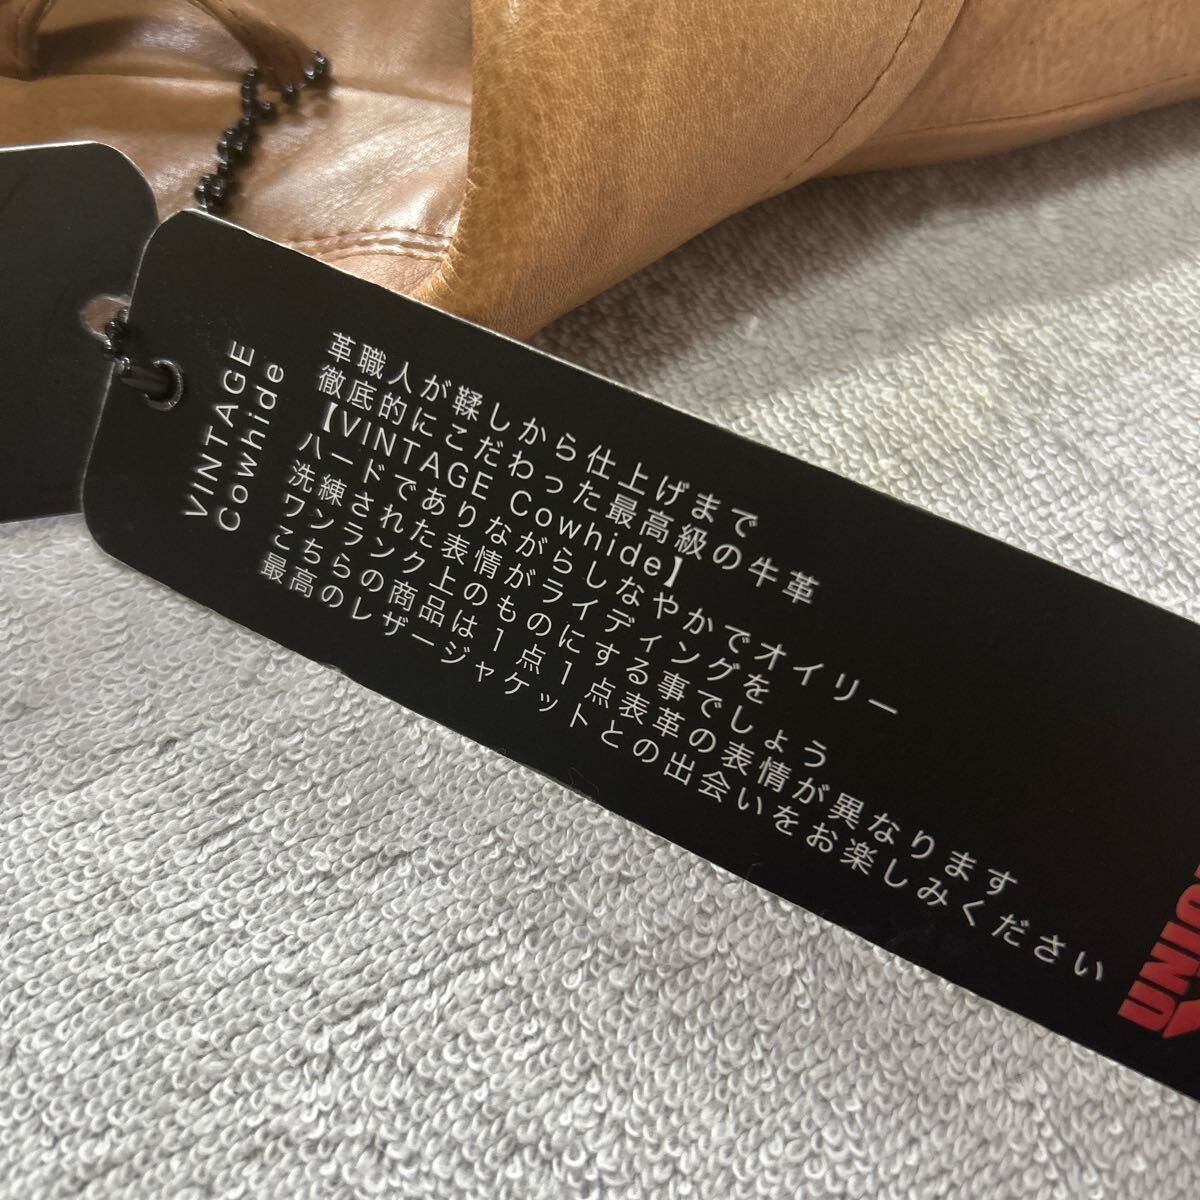 VINTAGE
Cowhide
革職人が鞣しから仕上げまで
徹底的にこだわった最高級の牛革
【VINTAGE Cowhide】
ハードでありながらしなやかでオイリー
洗練された表情がライディングを
ワンランク上のものにする事でしょう
こちらの商品は1点1点表革の表情が異なります
最高のレザージャケットとの出会いをお楽しみください